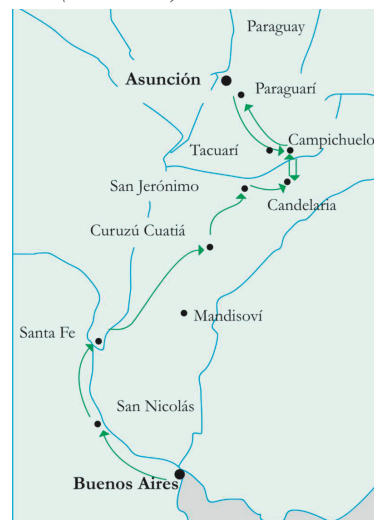 Paraguay
Asunción
Paraguarí
Campichuelo
Tacuarí
San Jerónimo
Candelaria
Curuzú Cuatiá
Mandisoví
Santa Fe
San Nicolás
Buenos Aires